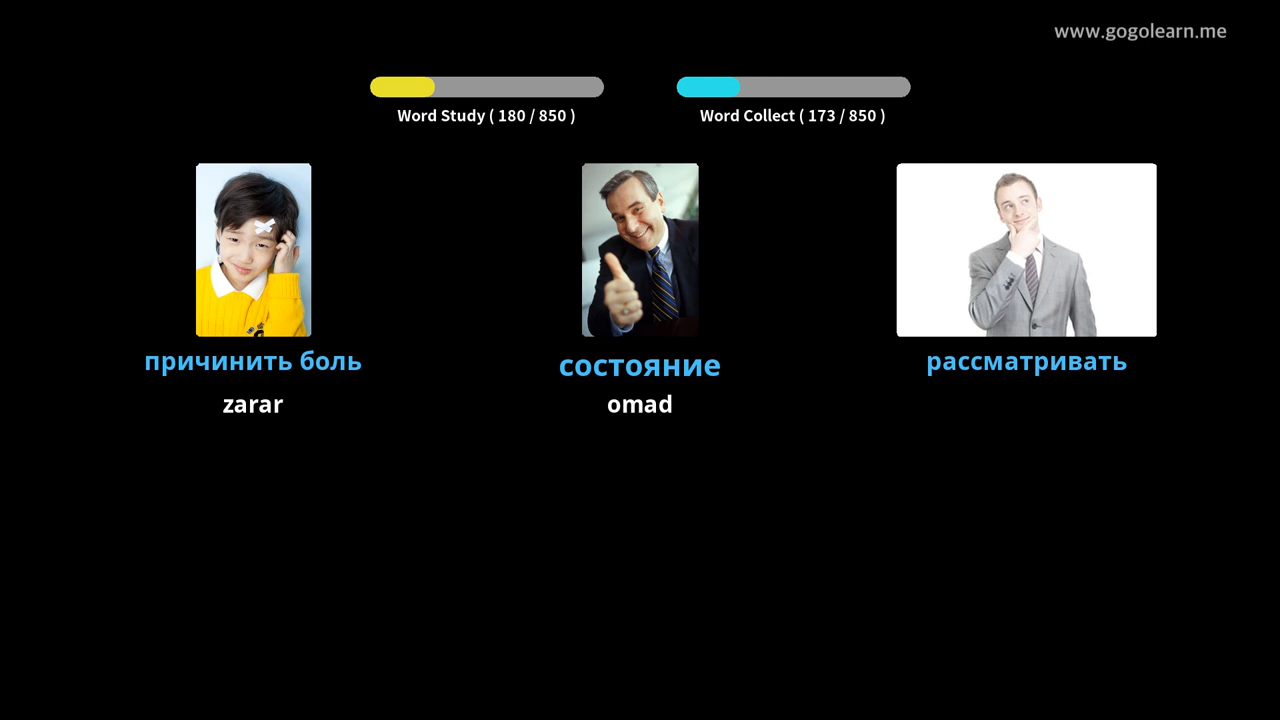 www.gogolearn.me
Word Study ( 180 / 850 )
Word Collect ( 173 / 850 )
причинить боль
состояние
рассматривать
zarar
omad